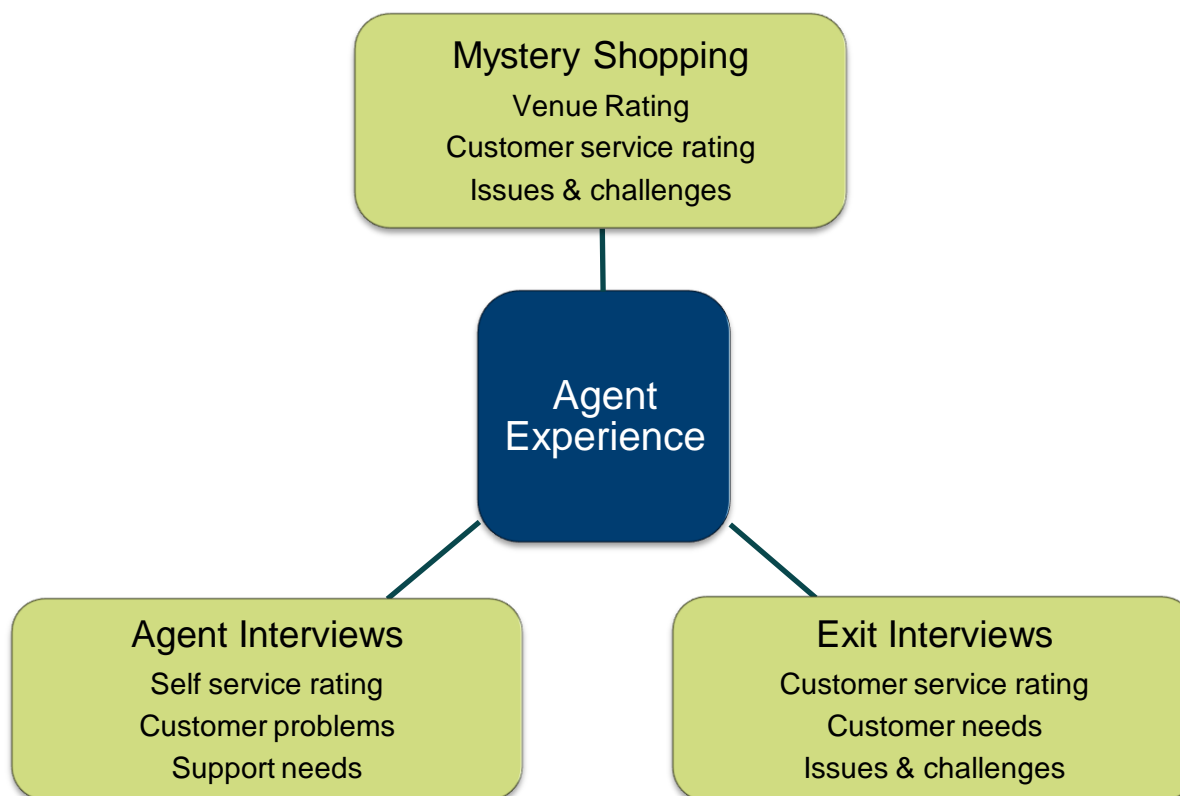 Mystery Shopping
Venue Rating
Customer service rating
Issues & challenges
Agent
Experience
Agent Interviews
Self service rating
Customer problems
Support needs
Exit Interviews
Customer service rating
Customer needs
Issues & challenges